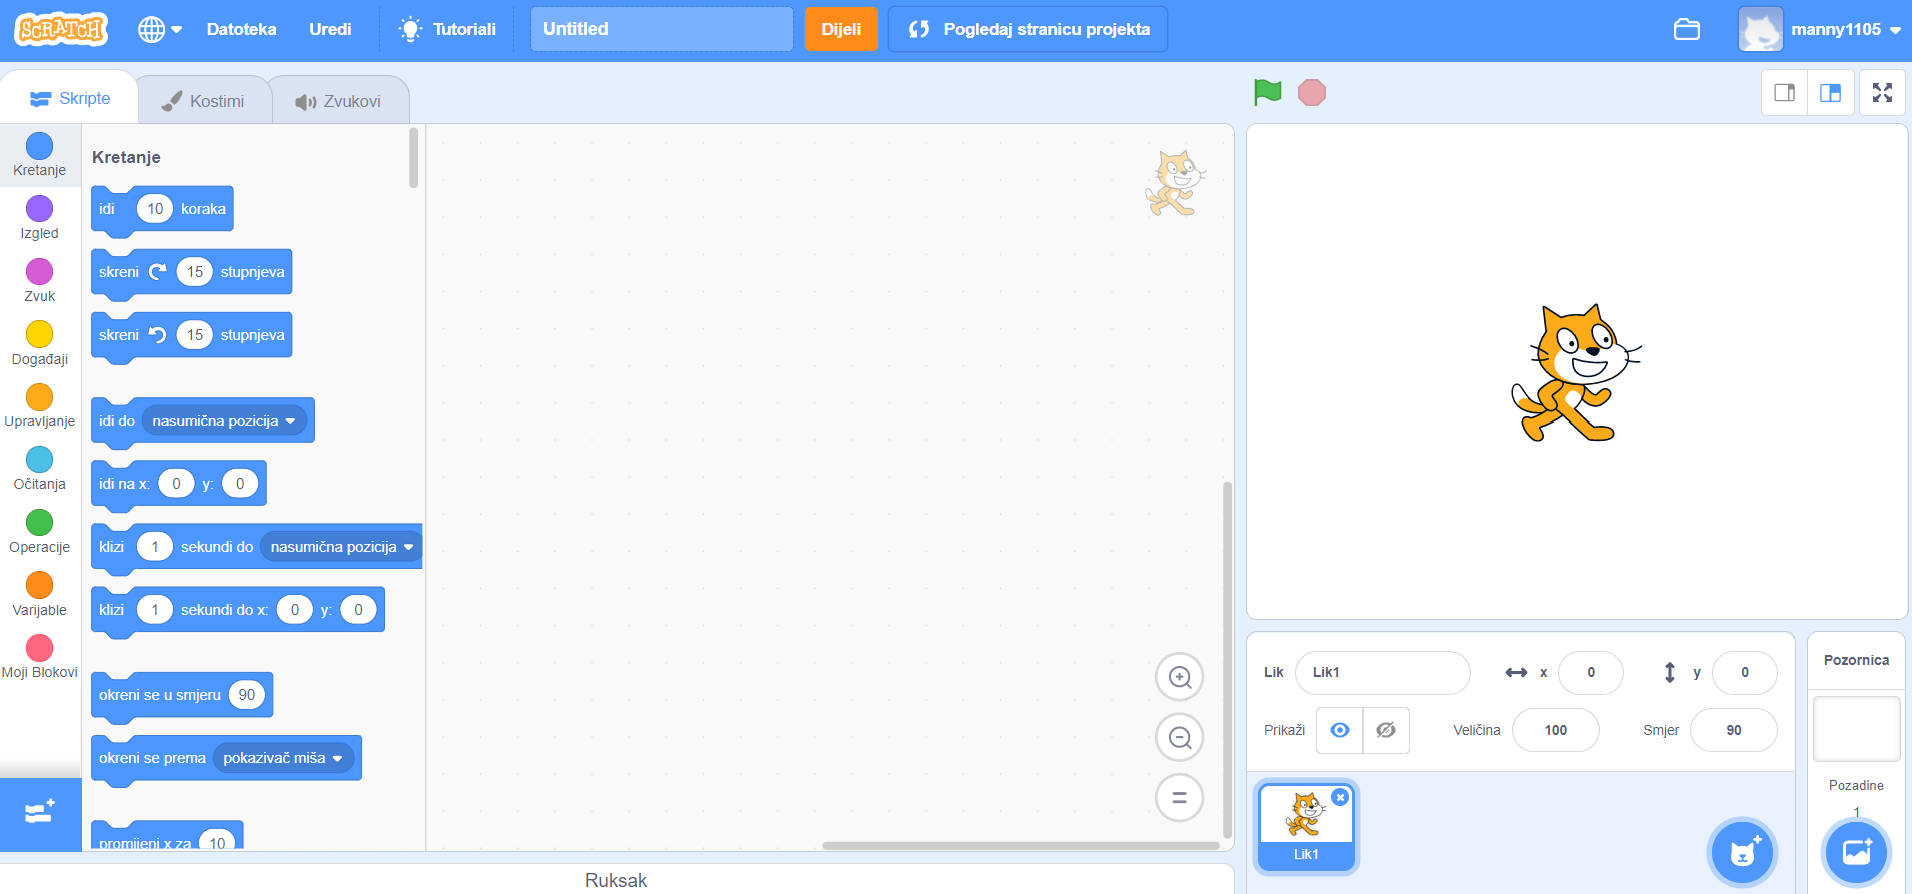 SCRATCH
Datoteka
Uredi
Tutoriali
Untitled
Dijeli
Pogledaj stranicu projekta
manny1105
Skripte
Kostimi
Zvukovi
Kretanje
Izgled
Zvuk
Događaji
Upravljanje
Očitanja
Operacije
Varijable
Moji Blokovi
Kretanje
idi 10 koraka
skreni 15 stupnjeva
skreni 15 stupnjeva
idi do nasumična pozicija
idi na x: 0 y: 0
klizi 1 sekundi do nasumična pozicija
klizi 1 sekundi do x: 0 y: 0
okreni se u smjeru 90
okreni se prema pokazivač miša
promijeni x za 10
Ruksak
Lik Lik1 x 0 y 0
Prikaži Veličina 100 Smjer 90
Lik1
Pozornica
Pozadine
1